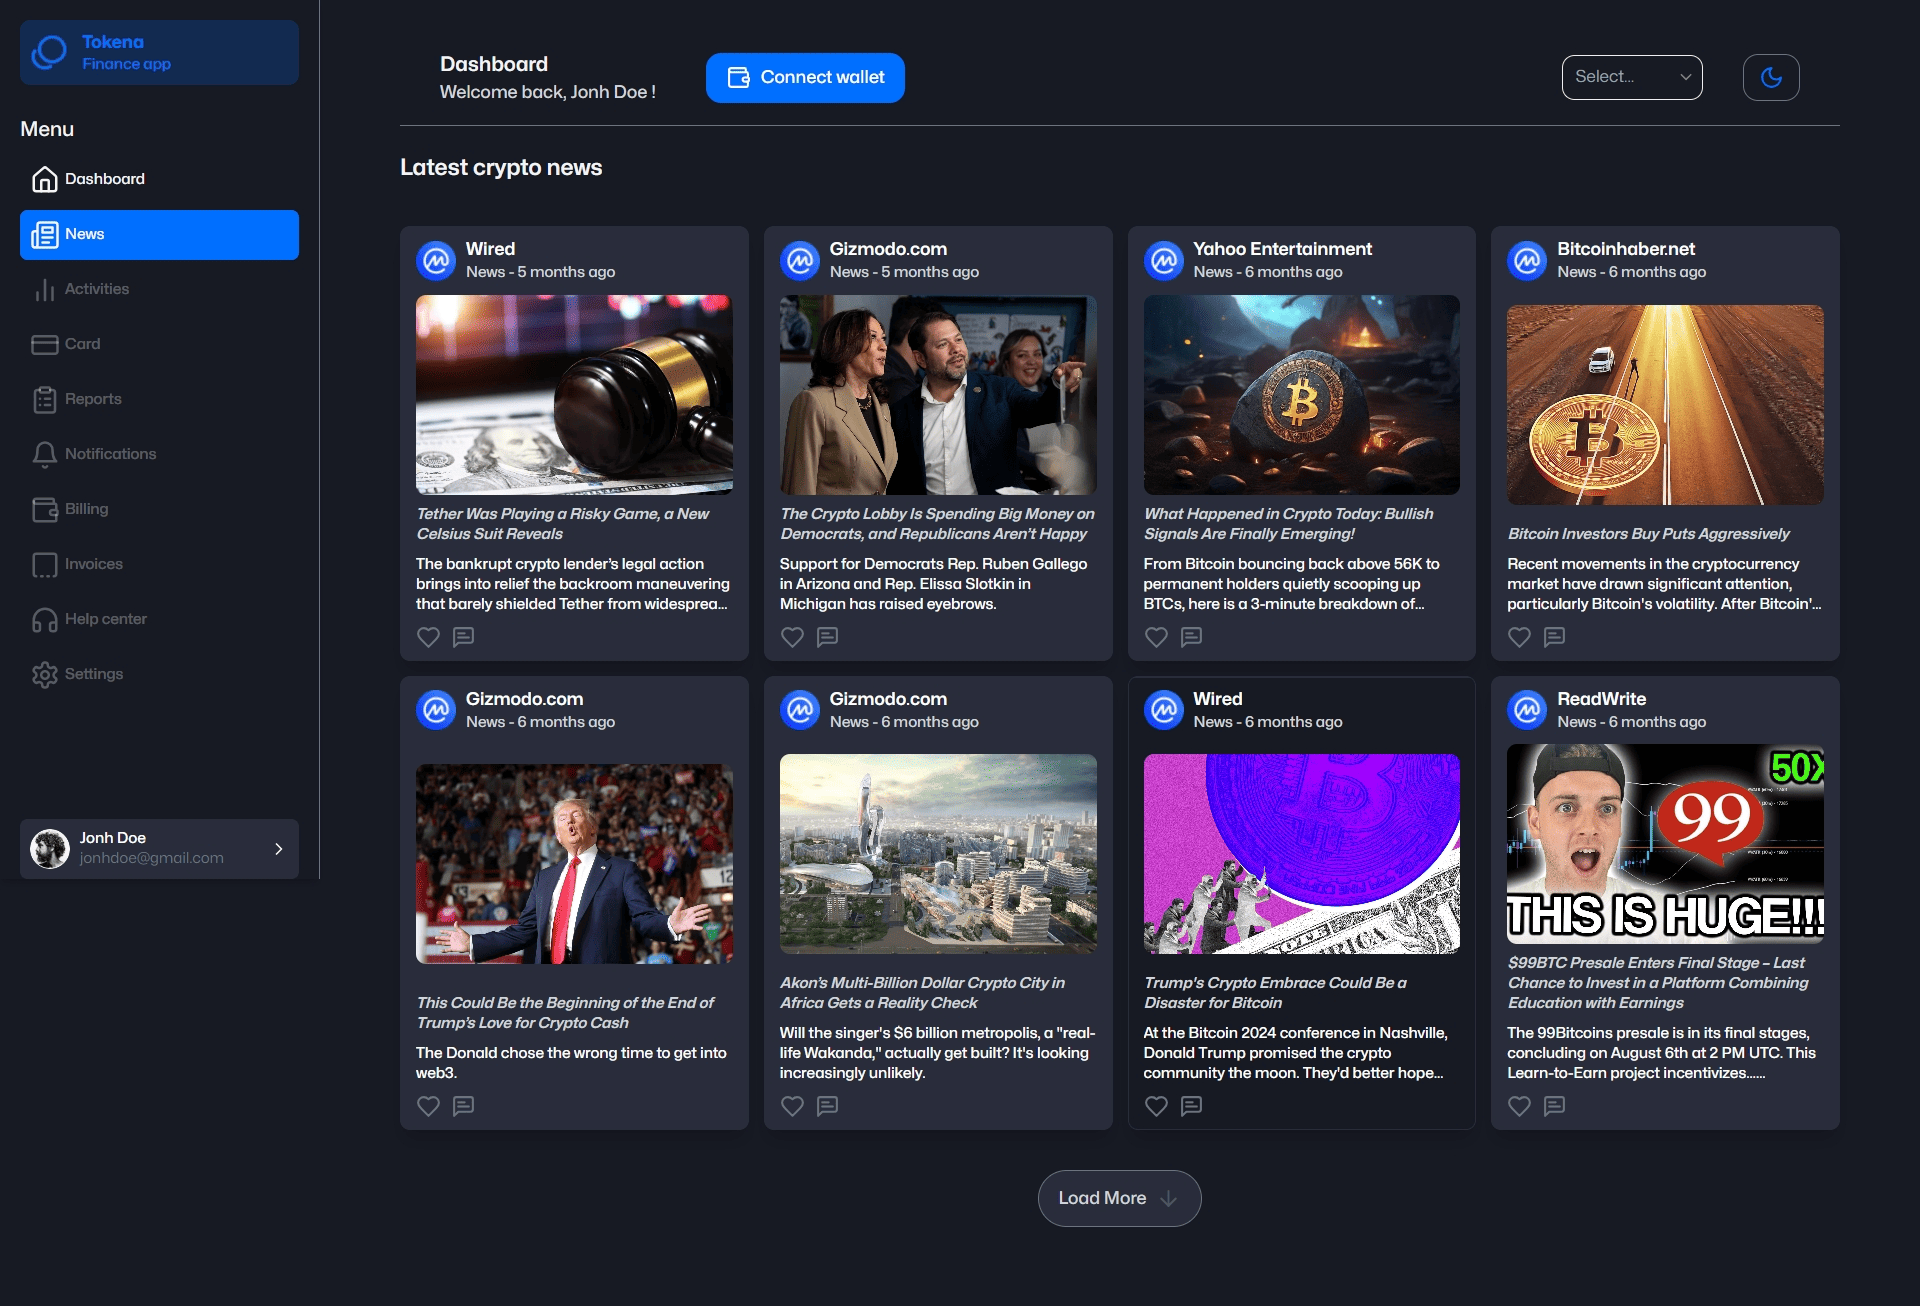 Tokena
Finance app
Menu
Dashboard
News
Activities
Card
Reports
Notifications
Billing
Invoices
Help center
Settings
Jonh Doe
jonhdoe@gmail.com
Dashboard
Welcome back, Jonh Doe !
Connect wallet
Select...
Latest crypto news
Wired
News - 5 months ago
Tether Was Playing a Risky Game, a New
Celsius Suit Reveals
The bankrupt crypto lender’s legal action
brings into relief the backroom maneuvering
that barely shielded Tether from widesprea...
Gizmodo.com
News - 5 months ago
The Crypto Lobby Is Spending Big Money on
Democrats, and Republicans Aren’t Happy
Support for Democrats Rep. Ruben Gallego
in Arizona and Rep. Elissa Slotkin in
Michigan has raised eyebrows.
Yahoo Entertainment
News - 6 months ago
What Happened in Crypto Today: Bullish
Signals Are Finally Emerging!
From Bitcoin bouncing back above 56K to
permanent holders quietly scooping up
BTCs, here is a 3-minute breakdown of...
Bitcoinhaber.net
News - 6 months ago
Bitcoin Investors Buy Puts Aggressively
Recent movements in the cryptocurrency
market have drawn significant attention,
particularly Bitcoin's volatility. After Bitcoin'...
Gizmodo.com
News - 6 months ago
This Could Be the Beginning of the End of
Trump’s Love for Crypto Cash
The Donald chose the wrong time to get into
web3.
Gizmodo.com
News - 6 months ago
Akon’s Multi-Billion Dollar Crypto City in
Africa Gets a Reality Check
Will the singer's $6 billion metropolis, a "real-
life Wakanda," actually get built? It's looking
increasingly unlikely.
Wired
News - 6 months ago
Trump's Crypto Embrace Could Be a
Disaster for Bitcoin
At the Bitcoin 2024 conference in Nashville,
Donald Trump promised the crypto
community the moon. They'd better hope...
ReadWrite
News - 6 months ago
50X
99
THIS IS HUGE!!!
$99BTC Presale Enters Final Stage – Last
Chance to Invest in a Platform Combining
Education with Earnings
The 99Bitcoins presale is in its final stages,
concluding on August 6th at 2 PM UTC. This
Learn-to-Earn project incentivizes......
Load More